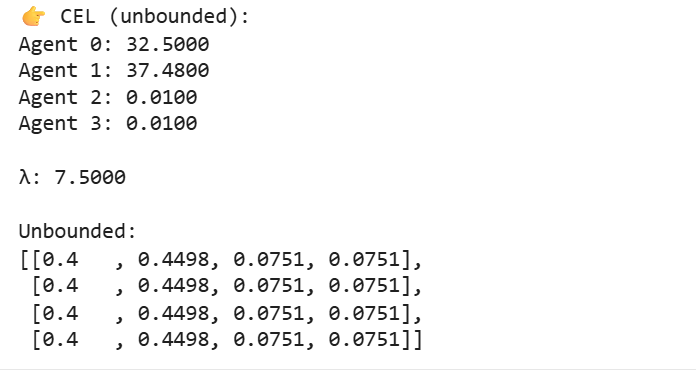 👉 CEL (unbounded):
Agent 0: 32.5000
Agent 1: 37.4800
Agent 2: 0.0100
Agent 3: 0.0100
λ: 7.5000
Unbounded:
[[0.4   , 0.4498, 0.0751, 0.0751],
 [0.4   , 0.4498, 0.0751, 0.0751],
 [0.4   , 0.4498, 0.0751, 0.0751],
 [0.4   , 0.4498, 0.0751, 0.0751]]